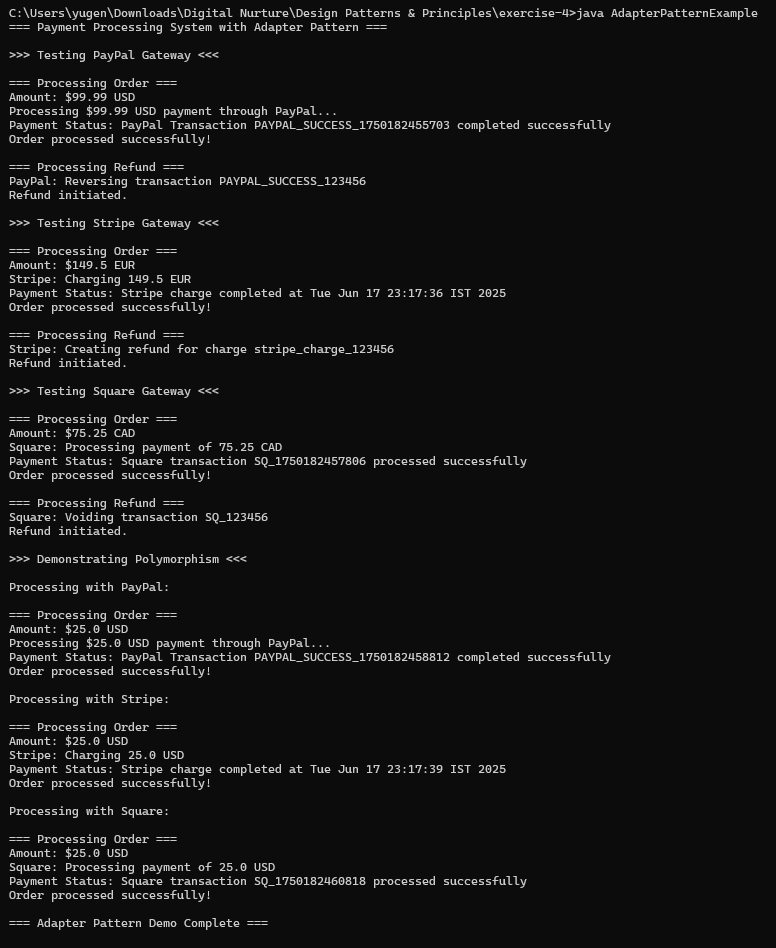 C:\Users\yugen\Downloads\Digital Nurture\Design Patterns & Principles\exercise-4>java AdapterPatternExample
=== Payment Processing System with Adapter Pattern ===
>>> Testing PayPal Gateway <<<
=== Processing Order ===
Amount: $99.99 USD
Processing $99.99 USD payment through PayPal...
Payment Status: PayPal Transaction PAYPAL_SUCCESS_1750182455703 completed successfully
Order processed successfully!
=== Processing Refund ===
PayPal: Reversing transaction PAYPAL_SUCCESS_123456
Refund initiated.
>>> Testing Stripe Gateway <<<
=== Processing Order ===
Amount: $149.5 EUR
Stripe: Charging 149.5 EUR
Payment Status: Stripe charge completed at Tue Jun 17 23:17:36 IST 2025
Order processed successfully!
=== Processing Refund ===
Stripe: Creating refund for charge stripe_charge_123456
Refund initiated.
>>> Testing Square Gateway <<<
=== Processing Order ===
Amount: $75.25 CAD
Square: Processing payment of 75.25 CAD
Payment Status: Square transaction SQ_1750182457806 processed successfully
Order processed successfully!
=== Processing Refund ===
Square: Voiding transaction SQ_123456
Refund initiated.
>>> Demonstrating Polymorphism <<<
Processing with PayPal:
=== Processing Order ===
Amount: $25.0 USD
Processing $25.0 USD payment through PayPal...
Payment Status: PayPal Transaction PAYPAL_SUCCESS_1750182458812 completed successfully
Order processed successfully!
Processing with Stripe:
=== Processing Order ===
Amount: $25.0 USD
Stripe: Charging 25.0 USD
Payment Status: Stripe charge completed at Tue Jun 17 23:17:39 IST 2025
Order processed successfully!
Processing with Square:
=== Processing Order ===
Amount: $25.0 USD
Square: Processing payment of 25.0 USD
Payment Status: Square transaction SQ_1750182460818 processed successfully
Order processed successfully!
=== Adapter Pattern Demo Complete ===